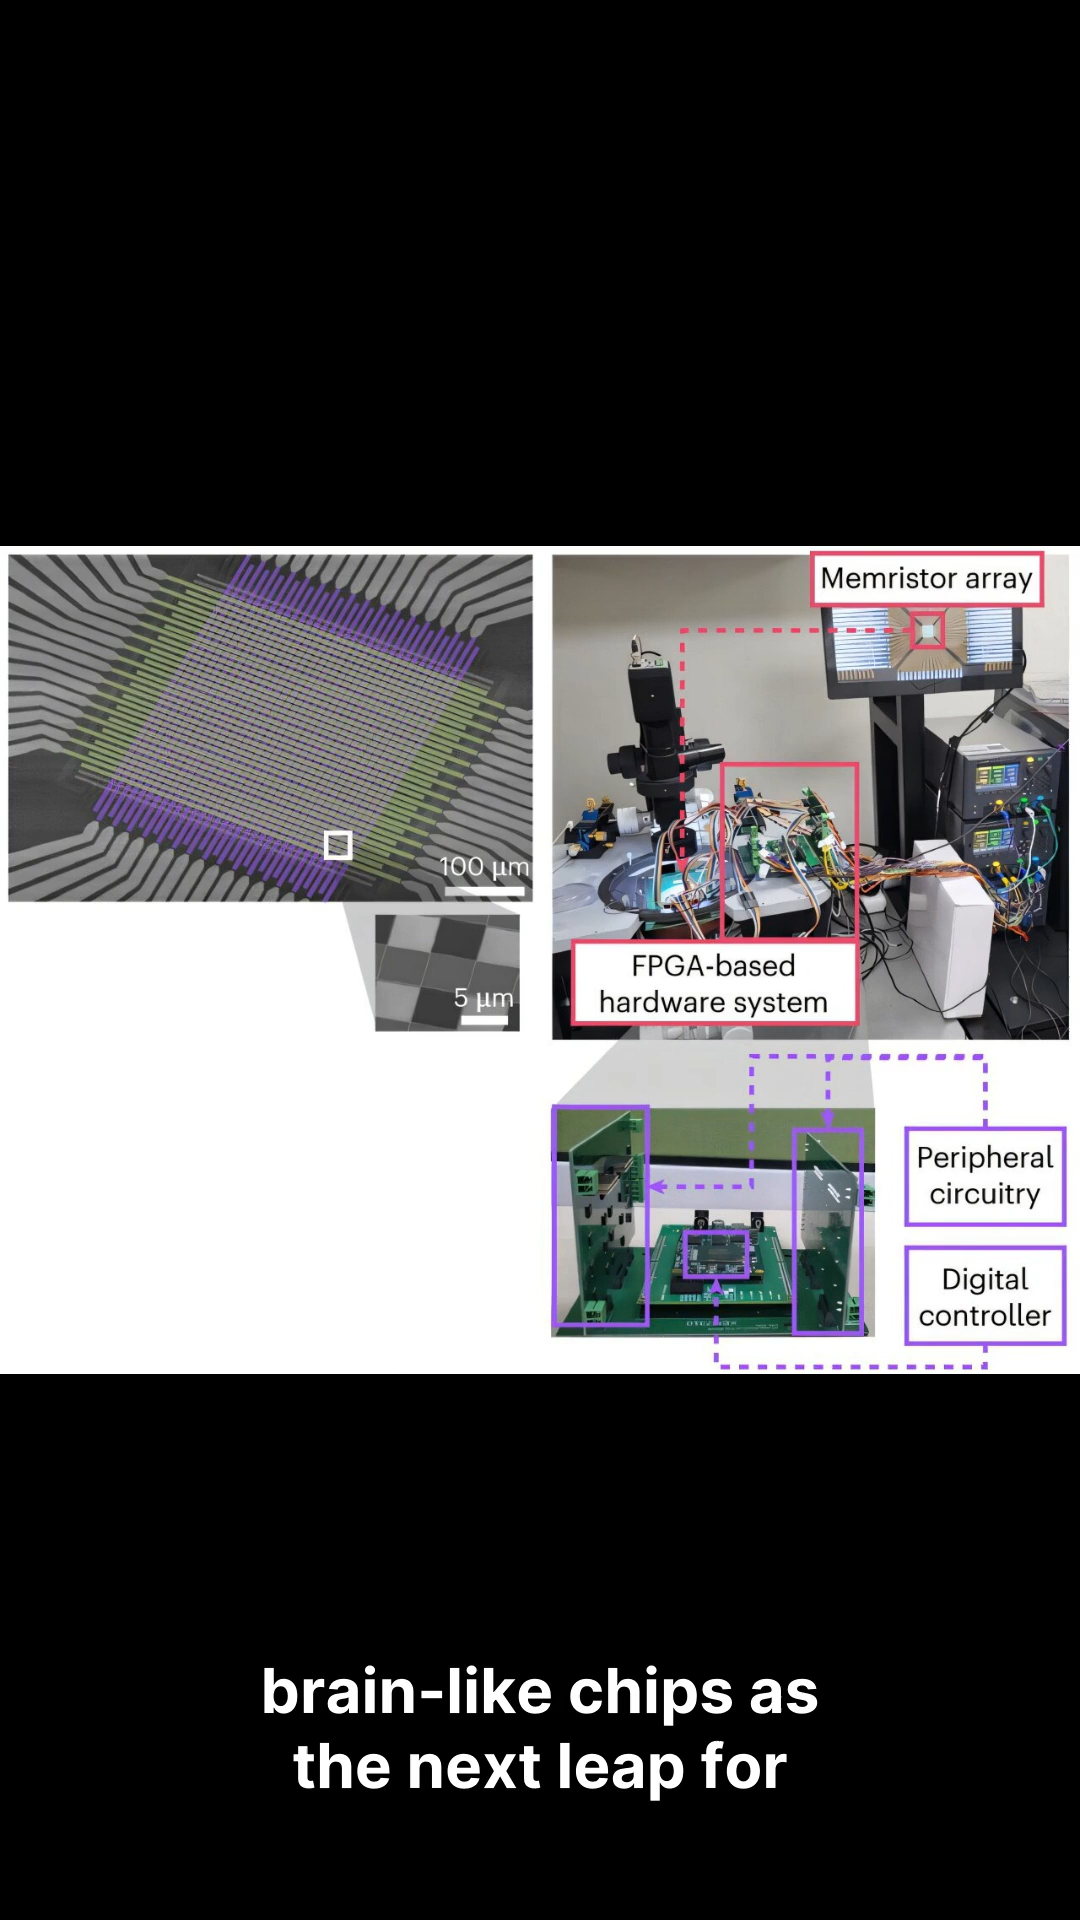 Memristor array
100 μm
5 μm
FPGA-based
hardware system
Peripheral
circuitry
Digital
controller
brain-like chips as
the next leap for